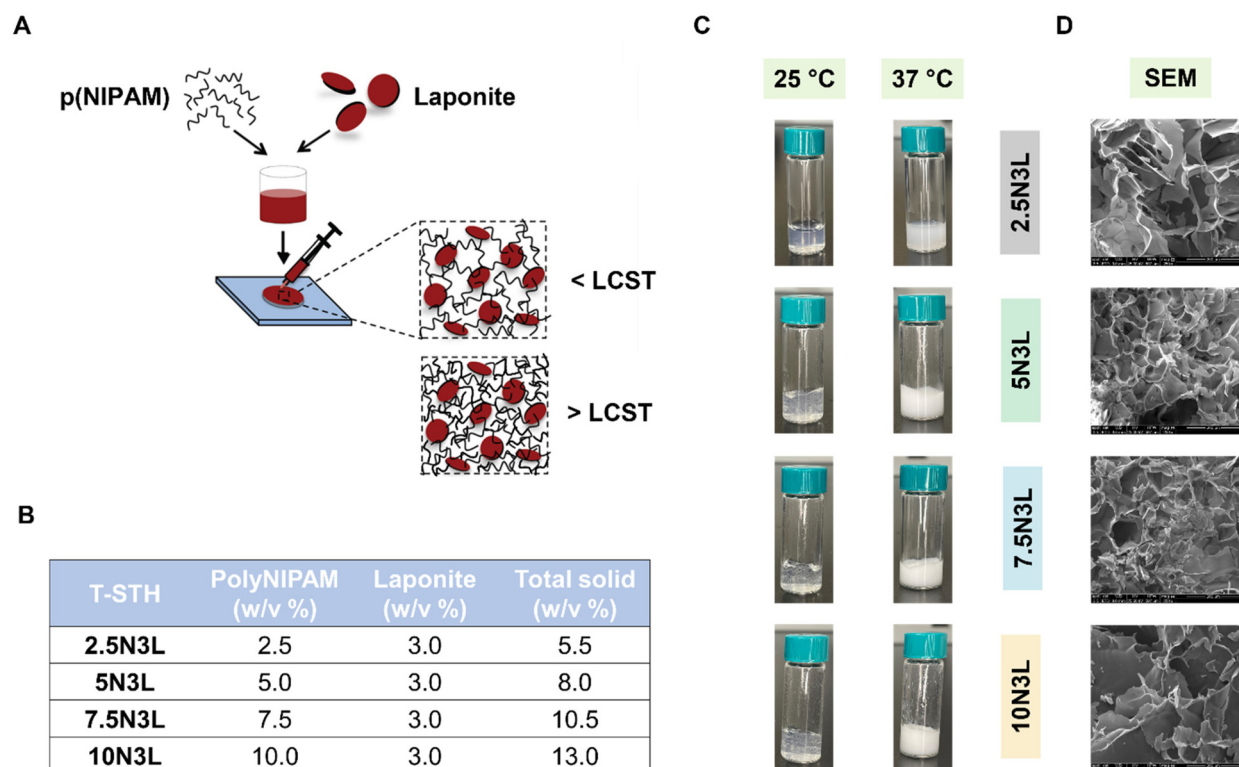 A
p(NIPAM)
Laponite
< LCST
> LCST
B
T-STH
PolyNIPAM (w/v %)
Laponite (w/v %)
Total solid (w/v %)
2.5N3L 2.5 3.0 5.5
5N3L 5.0 3.0 8.0
7.5N3L 7.5 3.0 10.5
10N3L 10.0 3.0 13.0
C
25 °C
37 °C
2.5N3L
5N3L
7.5N3L
10N3L
D
SEM